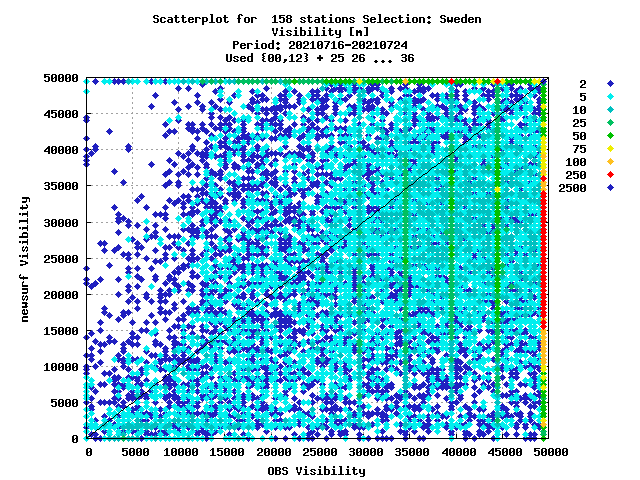 Scatterplot for  158 stations Selection: Sweden
Visibility [m]
Period: 20210716-20210724
Used {00,12} + 25 26 ... 36
newsurf Visibility
50000
45000
40000
35000
30000
25000
20000
15000
10000
5000
0
0 5000 10000 15000 20000 25000 30000 35000 40000 45000 50000
OBS Visibility
2
5
10
25
50
75
100
250
2500